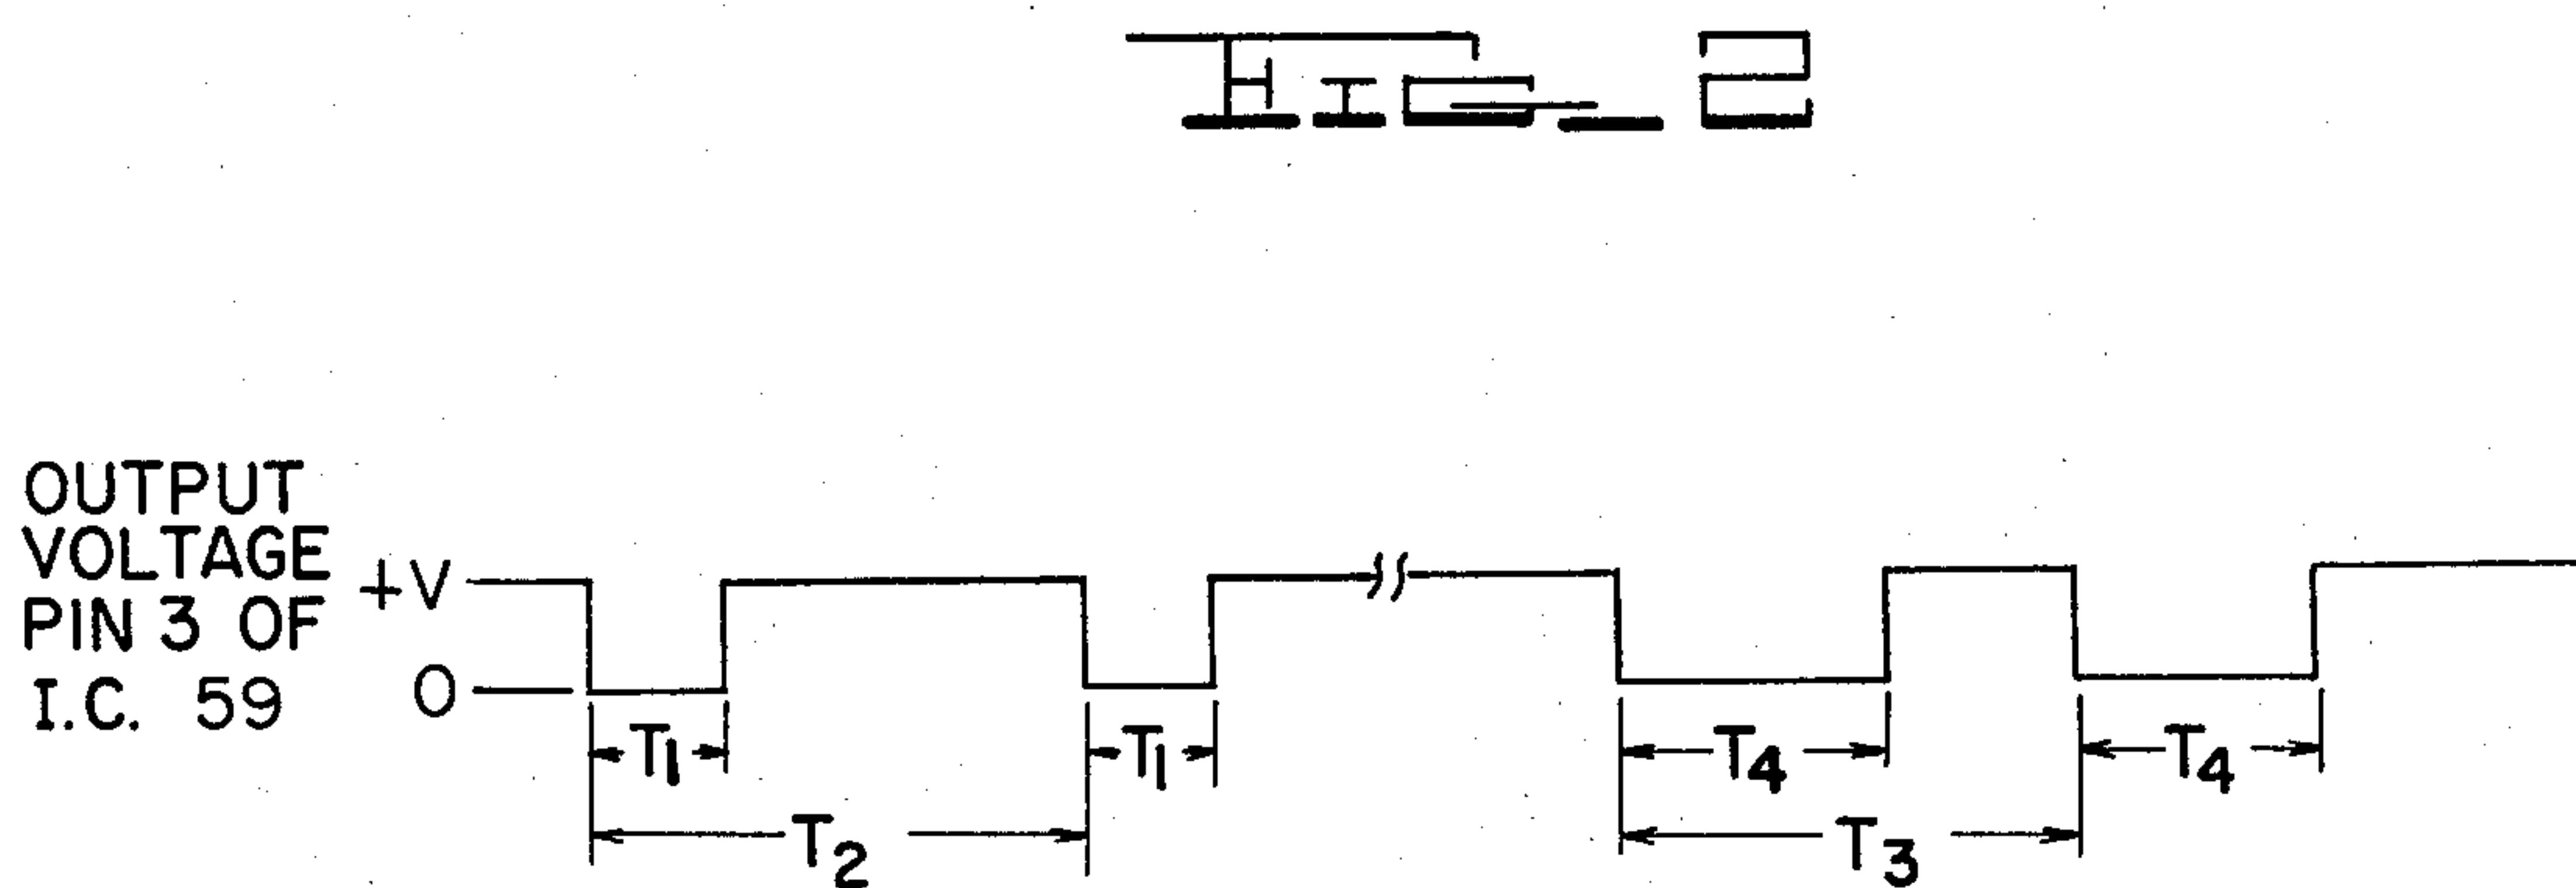 FIG_2
OUTPUT
VOLTAGE
PIN 3 OF
I.C. 59
+V
0
T1
T1
T4
T4
T2
T3